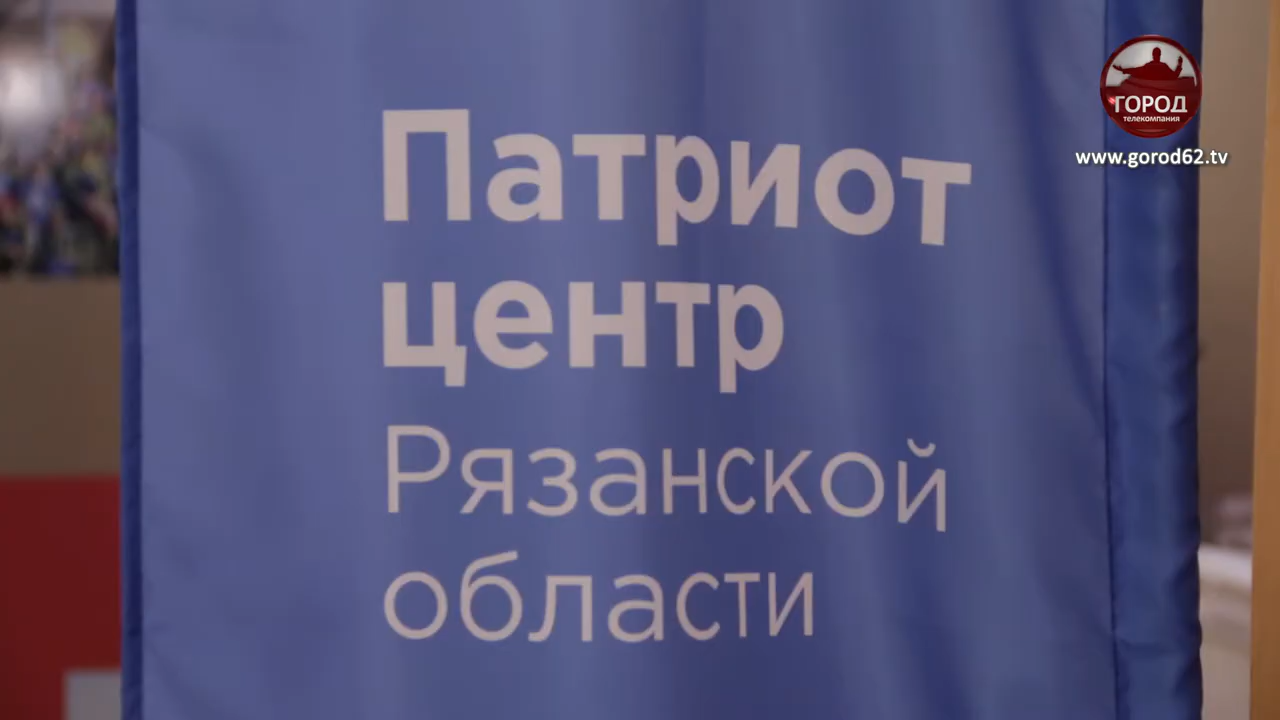 Патриот
центр
Рязанской
области
ГОРОД
телекомпания
www.gorod62.tv